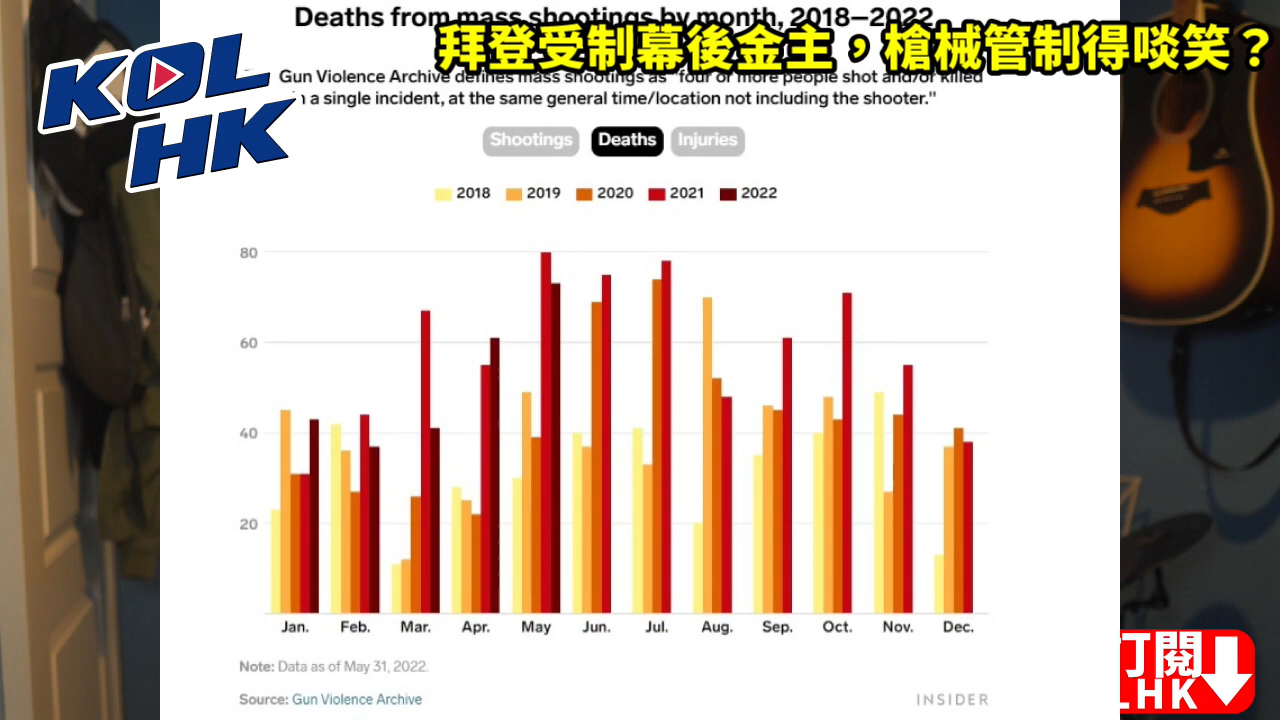 Deaths from mass shootings by month, 2018–2022
拜登受制幕後金主，槍械管制得啖笑？
KOL
HK
Gun Violence Archive defines mass shootings as "four or more people shot and/or killed
a single incident, at the same general time/location not including the shooter."
Shootings Deaths Injuries
2018 2019 2020 2021 2022
80
60
40
20
Jan. Feb. Mar. Apr. May Jun. Jul. Aug. Sep. Oct. Nov. Dec.
Note: Data as of May 31, 2022.
Source: Gun Violence Archive
INSIDER
訂閱
LHK